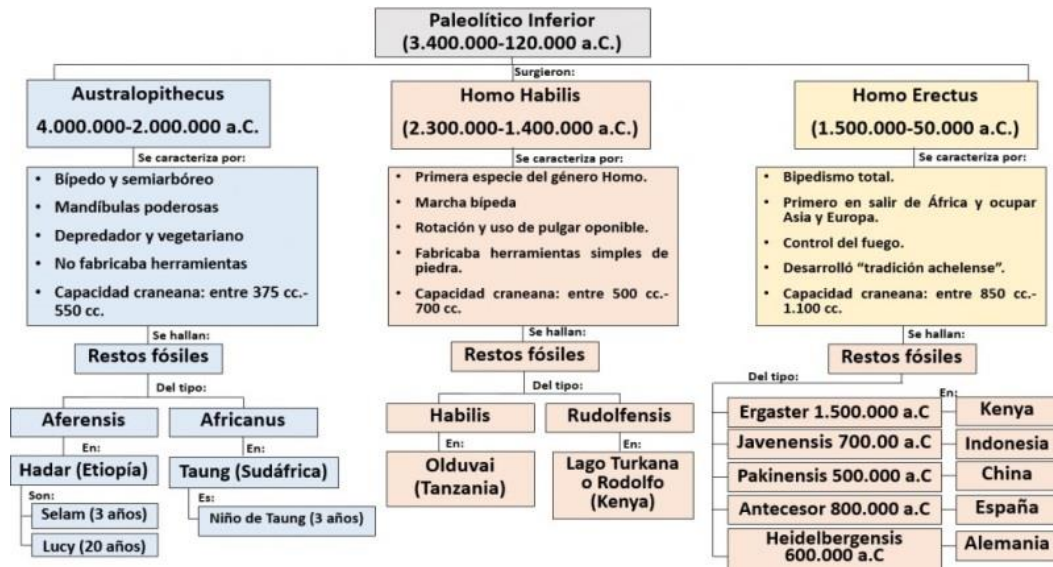 Paleolítico Inferior
(3.400.000-120.000 a.C.)
Surgieron:
Australopithecus
4.000.000-2.000.000 a.C.
Se caracteriza por:
• Bípedo y semiarbóreo
• Mandíbulas poderosas
• Depredador y vegetariano
• No fabricaba herramientas
• Capacidad craneana: entre 375 cc.-
550 cc.
Se hallan:
Restos fósiles
Del tipo:
Aferensis
En:
Hadar (Etiopía)
Son:
Selam (3 años)
Lucy (20 años)
Africanus
En:
Taung (Sudáfrica)
Es:
Niño de Taung (3 años)
Homo Habilis
(2.300.000-1.400.000 a.C.)
Se caracteriza por:
• Primera especie del género Homo.
• Marcha bípeda
• Rotación y uso de pulgar oponible.
• Fabricaba herramientas simples de
piedra.
• Capacidad craneana: entre 500 cc.-
700 cc.
Se hallan:
Restos fósiles
Del tipo:
Habilis
En:
Olduvai
(Tanzania)
Rudolfensis
En:
Lago Turkana
o Rodolfo
(Kenya)
Homo Erectus
(1.500.000-50.000 a.C.)
Se caracteriza por:
• Bipedismo total.
• Primero en salir de África y ocupar
Asia y Europa.
• Control del fuego.
• Desarrolló “tradición achelense”.
• Capacidad craneana: entre 850 cc.-
1.100 cc.
Se hallan:
Restos fósiles
Del tipo:
En:
Ergaster 1.500.000 a.C
Kenya
Javenensis 700.00 a.C
Indonesia
Pakinensis 500.000 a.C
China
Antecesor 800.000 a.C
España
Heidelbergensis
600.000 a.C
Alemania